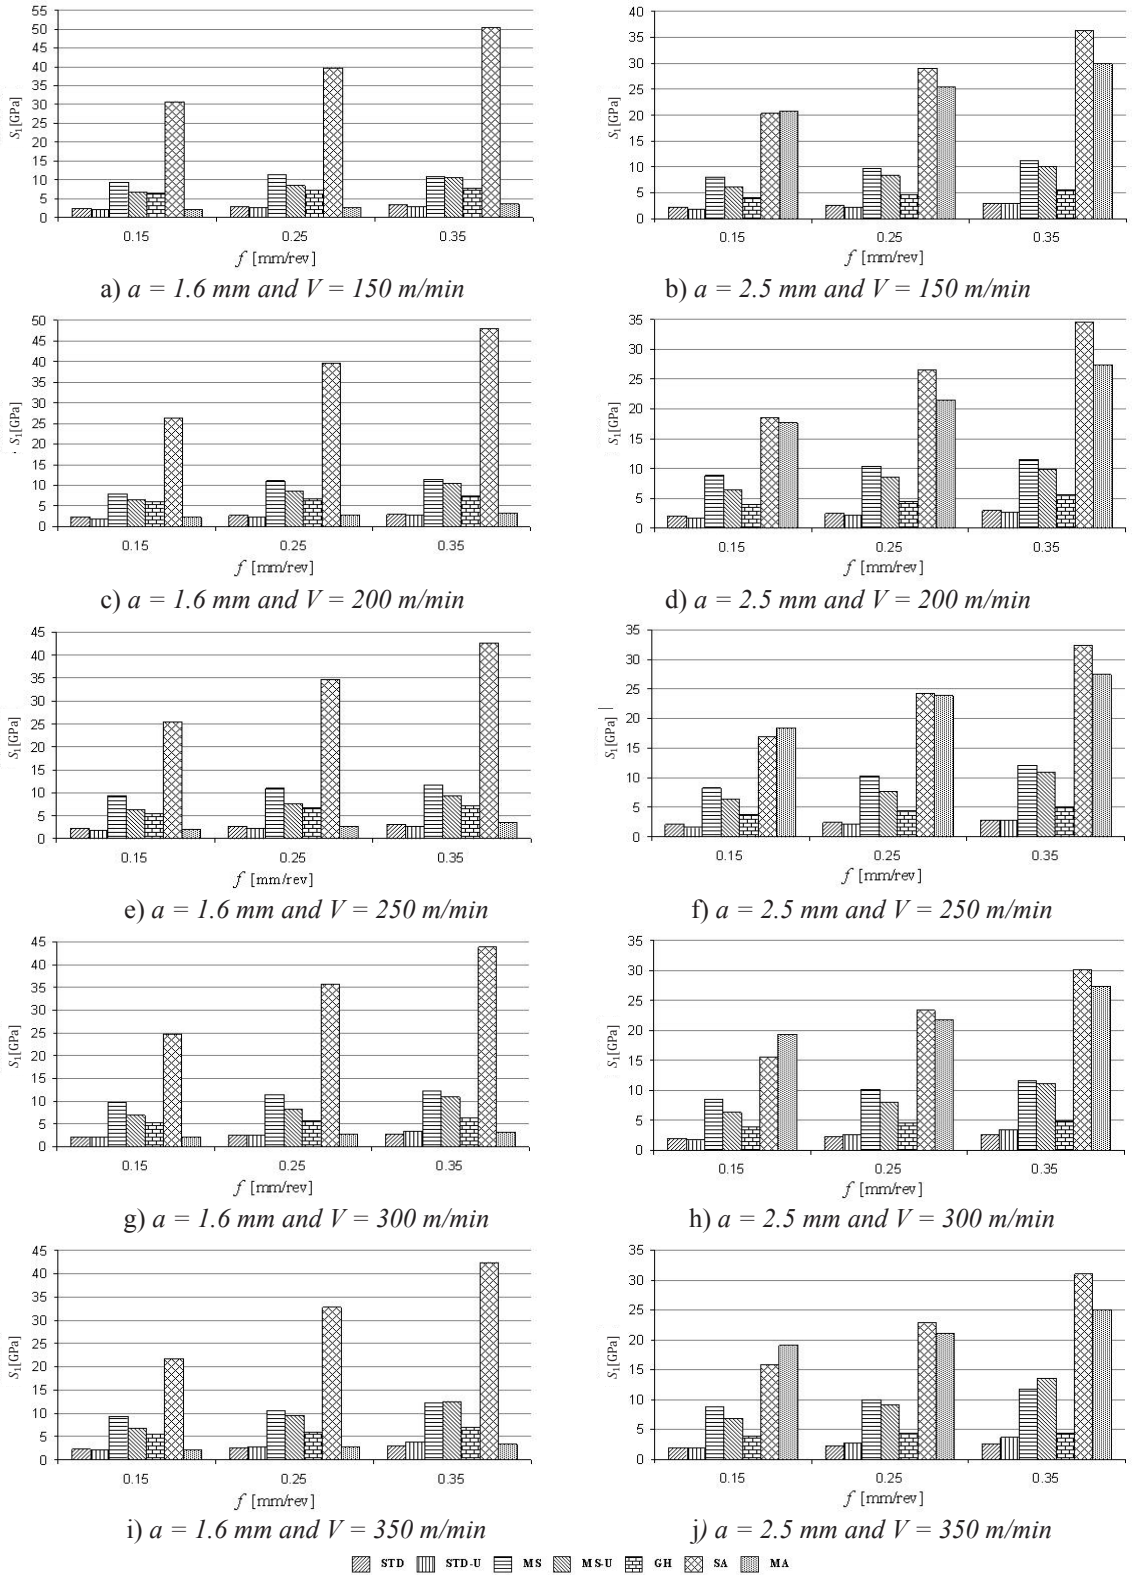 55
50
45
40
35
30
25
20
15
10
5
0
S₁[GPa]
0.15 0.25 0.35
f [mm/rev]
a) a = 1.6 mm and V = 150 m/min
40
35
30
25
20
15
10
5
0
S₁[GPa]
0.15 0.25 0.35
f [mm/rev]
b) a = 2.5 mm and V = 150 m/min
50
45
40
35
30
25
20
15
10
5
0
S₁[GPa]
0.15 0.25 0.35
f [mm/rev]
c) a = 1.6 mm and V = 200 m/min
35
30
25
20
15
10
5
0
S₁[GPa]
0.15 0.25 0.35
f [mm/rev]
d) a = 2.5 mm and V = 200 m/min
45
40
35
30
25
20
15
10
5
0
S₁[GPa]
0.15 0.25 0.35
f [mm/rev]
e) a = 1.6 mm and V = 250 m/min
35
30
25
20
15
10
5
0
S₁[GPa]
0.15 0.25 0.35
f [mm/rev]
f) a = 2.5 mm and V = 250 m/min
45
40
35
30
25
20
15
10
5
0
S₁[GPa]
0.15 0.25 0.35
f [mm/rev]
g) a = 1.6 mm and V = 300 m/min
35
30
25
20
15
10
5
0
S₁[GPa]
0.15 0.25 0.35
f [mm/rev]
h) a = 2.5 mm and V = 300 m/min
45
40
35
30
25
20
15
10
5
0
S₁[GPa]
0.15 0.25 0.35
f [mm/rev]
i) a = 1.6 mm and V = 350 m/min
35
30
25
20
15
10
5
0
S₁[GPa]
0.15 0.25 0.35
f [mm/rev]
j) a = 2.5 mm and V = 350 m/min
STD STD-U MS MS-U GH SA MA